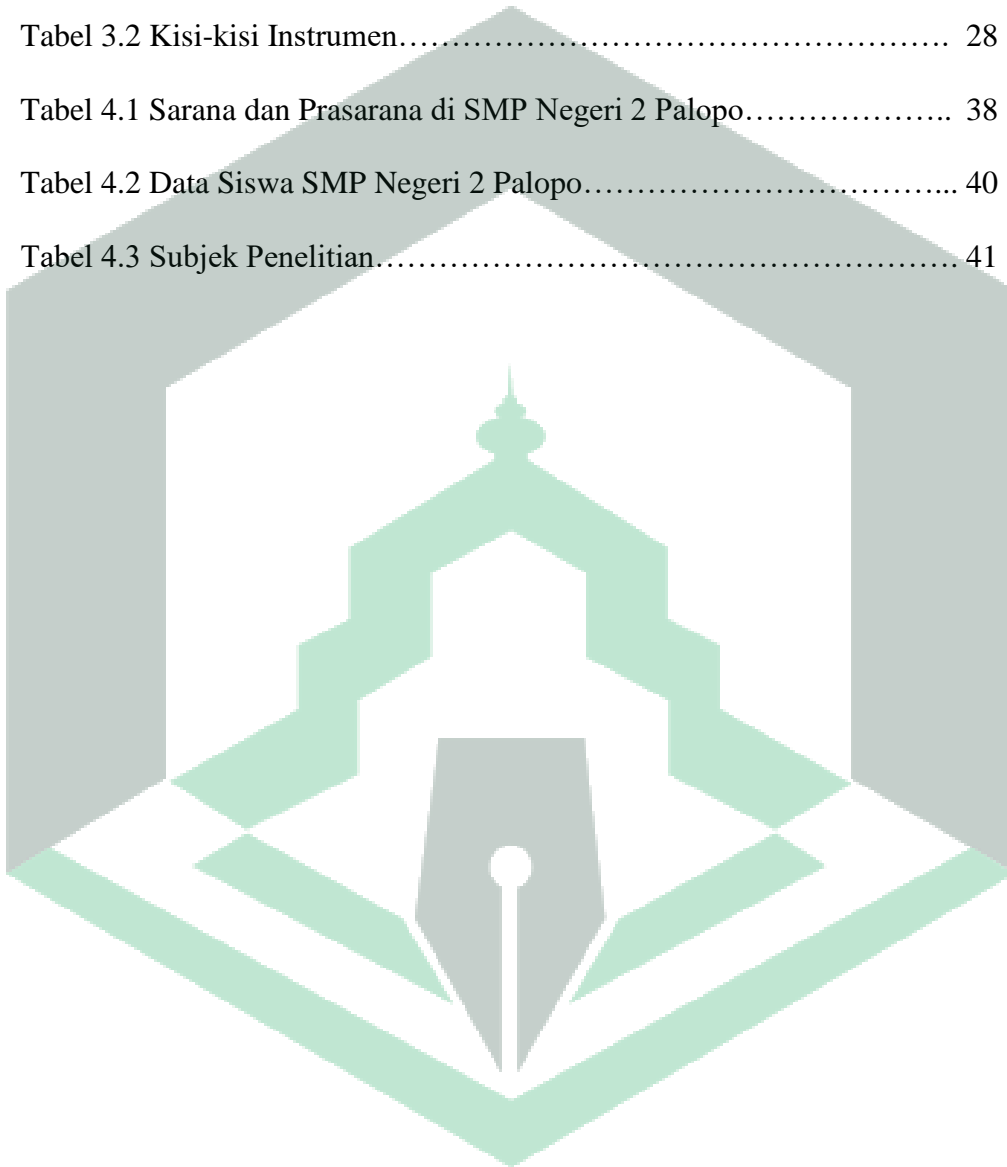 Tabel 3.2 Kisi-kisi Instrumen……………………………………………. 28
Tabel 4.1 Sarana dan Prasarana di SMP Negeri 2 Palopo……………….. 38
Tabel 4.2 Data Siswa SMP Negeri 2 Palopo…………………………….... 40
Tabel 4.3 Subjek Penelitian………………………………………………. 41